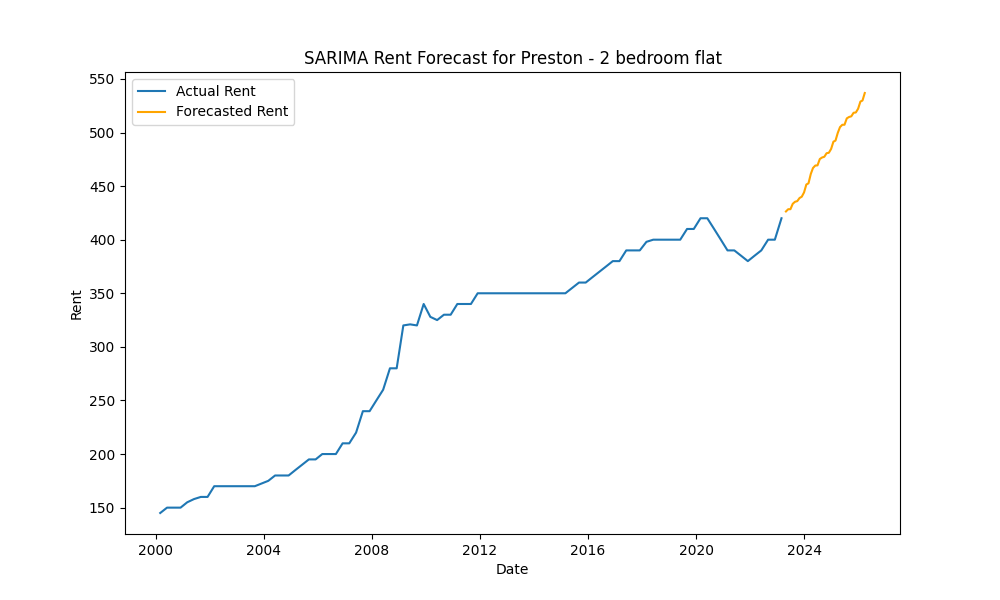 SARIMA Rent Forecast for Preston - 2 bedroom flat
Actual Rent
Forecasted Rent
550
500
450
400
350
300
250
200
150
Rent
2000 2004 2008 2012 2016 2020 2024
Date